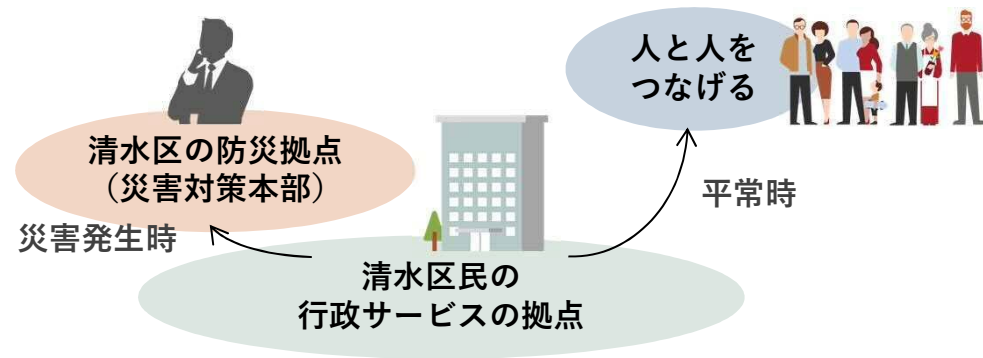 人と人を
つなげる
清水区の防災拠点
（災害対策本部）
平常時
災害発生時
清水区民の
行政サービスの拠点